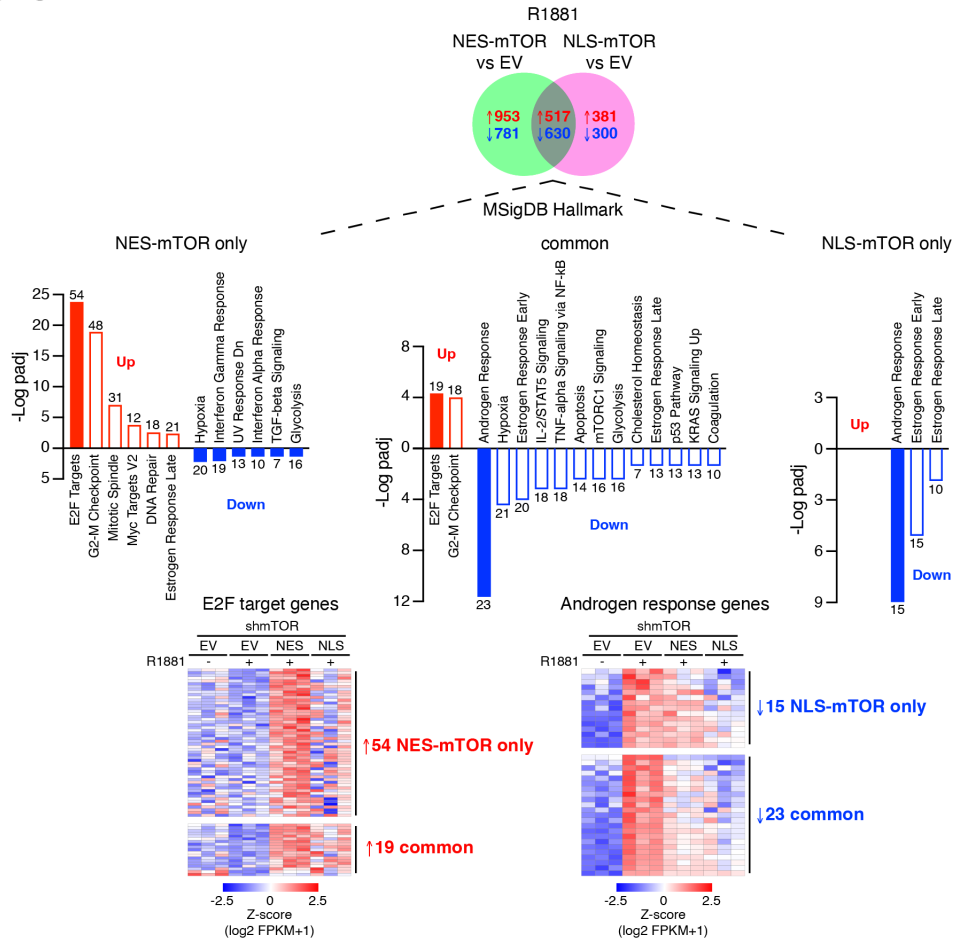 R1881
NES-mTOR NLS-mTOR
vs EV vs EV
↑953 ↑517 ↑381
↓781 ↓630 ↓300
MSigDB Hallmark
NES-mTOR only
-Log padj
25
20
15
10
5
0
5
54
48
31
12
18
21
Up
E2F Targets
G2-M Checkpoint
Mitotic Spindle
Myc Targets V2
DNA Repair
Estrogen Response Late
Hypoxia
Interferon Gamma Response
UV Response Dn
Interferon Alpha Response
TGF-beta Signaling
Glycolysis
20
19
13
10
7
16
Down
common
-Log padj
8
4
0
4
8
12
Up
19
18
E2F Targets
G2-M Checkpoint
Androgen Response
Hypoxia
Estrogen Response Early
IL-2/STAT5 Signaling
TNF-alpha Signaling via NF-kB
Apoptosis
mTORC1 Signaling
Glycolysis
Cholesterol Homeostasis
Estrogen Response Late
p53 Pathway
KRAS Signaling Up
Coagulation
23
21
20
18
18
14
16
16
7
13
13
13
10
Down
NLS-mTOR only
-Log padj
3
0
3
6
9
Up
Androgen Response
Estrogen Response Early
Estrogen Response Late
15
15
10
Down
E2F target genes
shmTOR
EV EV NES NLS
R1881 - + + +
↑54 NES-mTOR only
↑19 common
-2.5 0 2.5
Z-score
(log2 FPKM+1)
Androgen response genes
shmTOR
EV EV NES NLS
R1881 - + + +
↓15 NLS-mTOR only
↓23 common
-2.5 0 2.5
Z-score
(log2 FPKM+1)